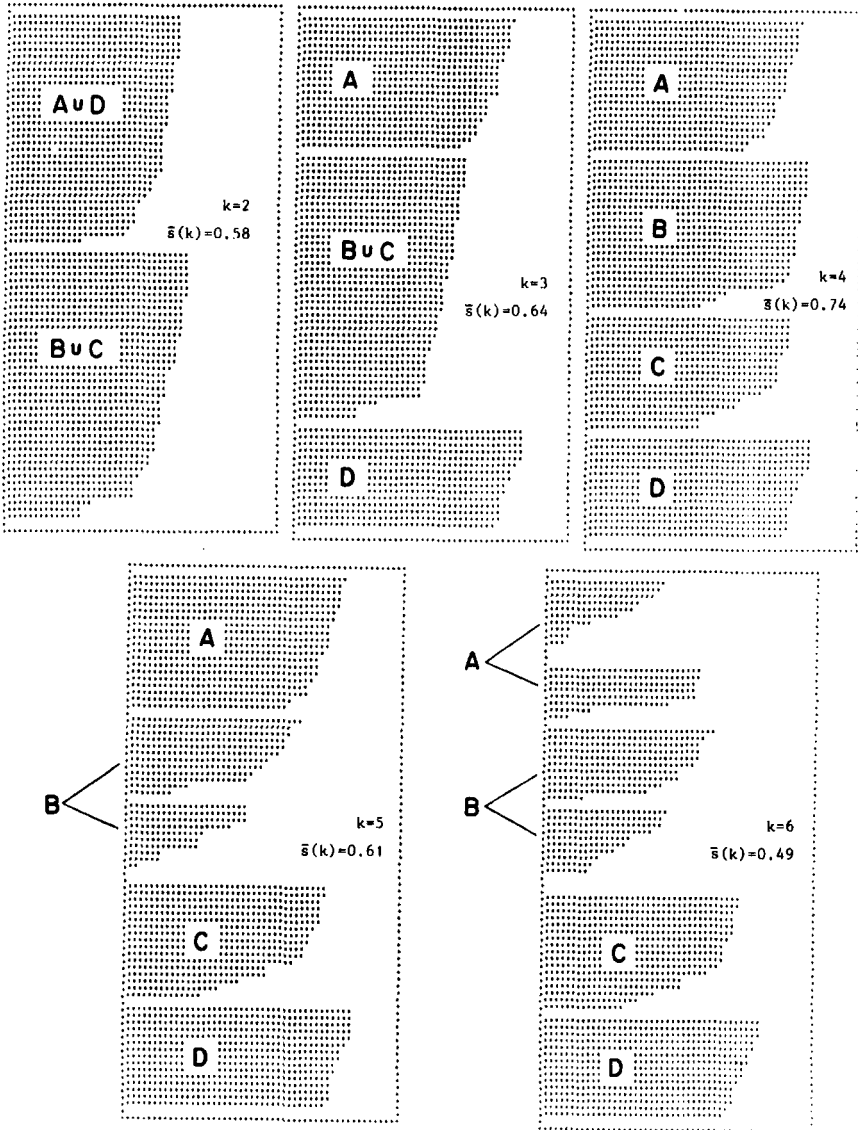 A∪D
k=2
s̄(k)=0.58
B∪C
A
B∪C
k=3
s̄(k)=0.64
D
A
B
k=4
s̄(k)=0.74
C
D
A
B
k=5
s̄(k)=0.61
C
D
A
B
k=6
s̄(k)=0.49
C
D